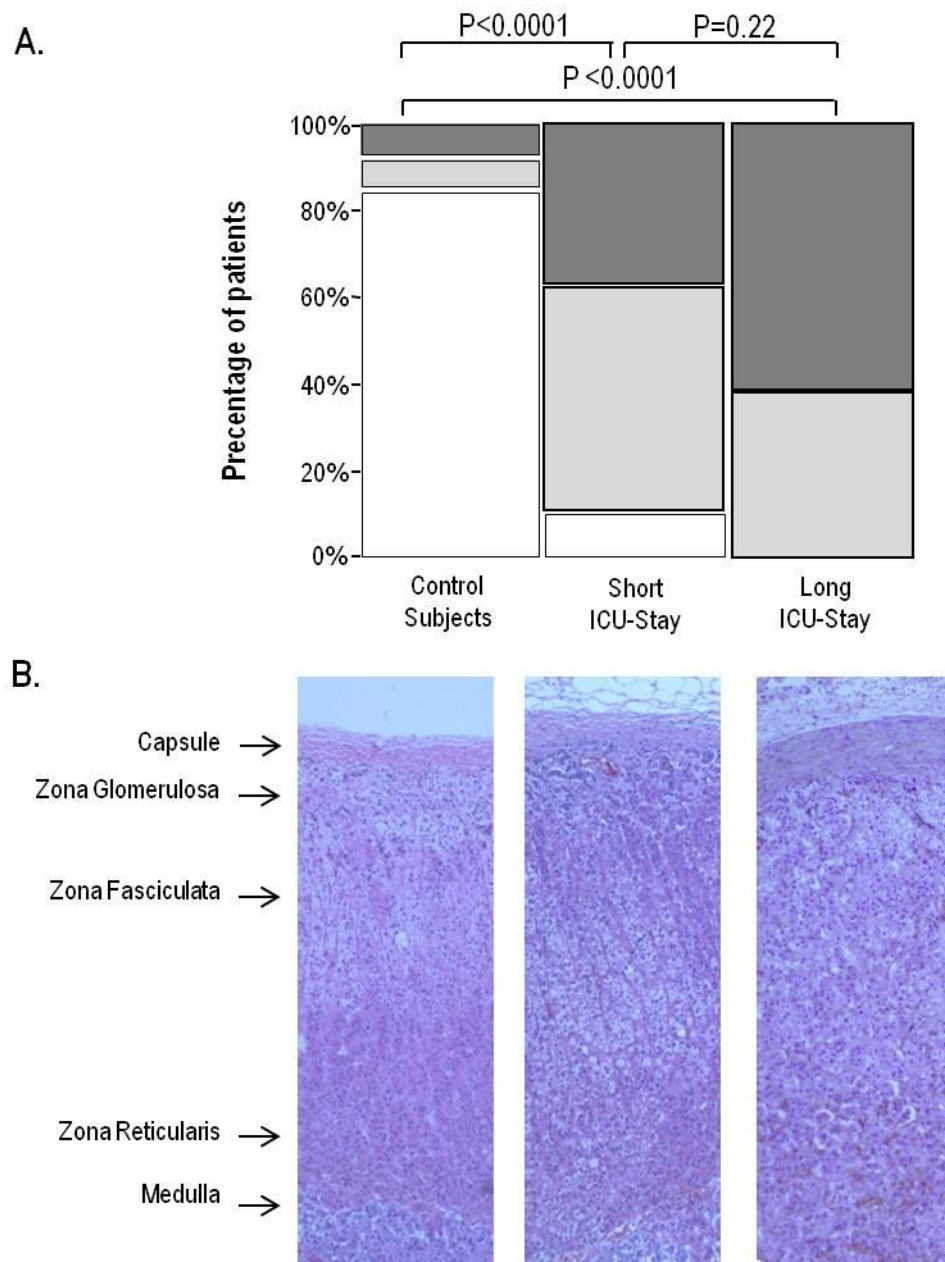 A.
P<0.0001
P=0.22
P <0.0001
100%
80%
60%
40%
20%
0%
Precentage of patients
Control
Subjects
Short
ICU-Stay
Long
ICU-Stay
B.
Capsule
Zona Glomerulosa
Zona Fasciculata
Zona Reticularis
Medulla